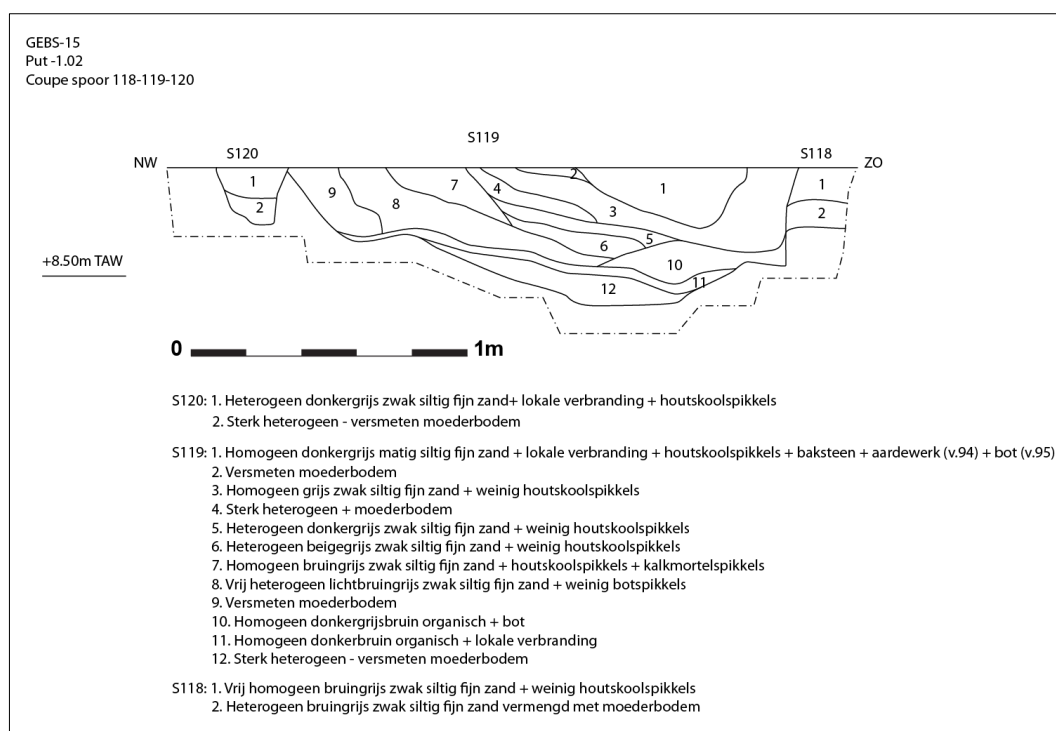 GEBS-15
Put -1.02
Coupe spoor 118-119-120
S119
NW S120 S118 ZO
1 2 9 8 7 4 2 3 1 5 6 10 11 12 1 2
+8.50m TAW
0 1m
S120: 1. Heterogeen donkergrijs zwak siltig fijn zand+ lokale verbranding + houtskoolspikkels
2. Sterk heterogeen - versmeten moederbodem
S119: 1. Homogeen donkergrijs matig siltig fijn zand + lokale verbranding + houtskoolspikkels + baksteen + aardewerk (v.94) + bot (v.95)
2. Versmeten moederbodem
3. Homogeen grijs zwak siltig fijn zand + weinig houtskoolspikkels
4. Sterk heterogeen + moederbodem
5. Heterogeen donkergrijs zwak siltig fijn zand + weinig houtskoolspikkels
6. Heterogeen beigegrijs zwak siltig fijn zand + weinig houtskoolspikkels
7. Homogeen bruingrijs zwak siltig fijn zand + houtskoolspikkels + kalkmortelspikkels
8. Vrij heterogeen lichtbruingrijs zwak siltig fijn zand + weinig botspikkels
9. Versmeten moederbodem
10. Homogeen donkergrijsbruin organisch + bot
11. Homogeen donkerbruin organisch + lokale verbranding
12. Sterk heterogeen - versmeten moederbodem
S118: 1. Vrij homogeen bruingrijs zwak siltig fijn zand + weinig houtskoolspikkels
2. Heterogeen bruingrijs zwak siltig fijn zand vermengd met moederbodem